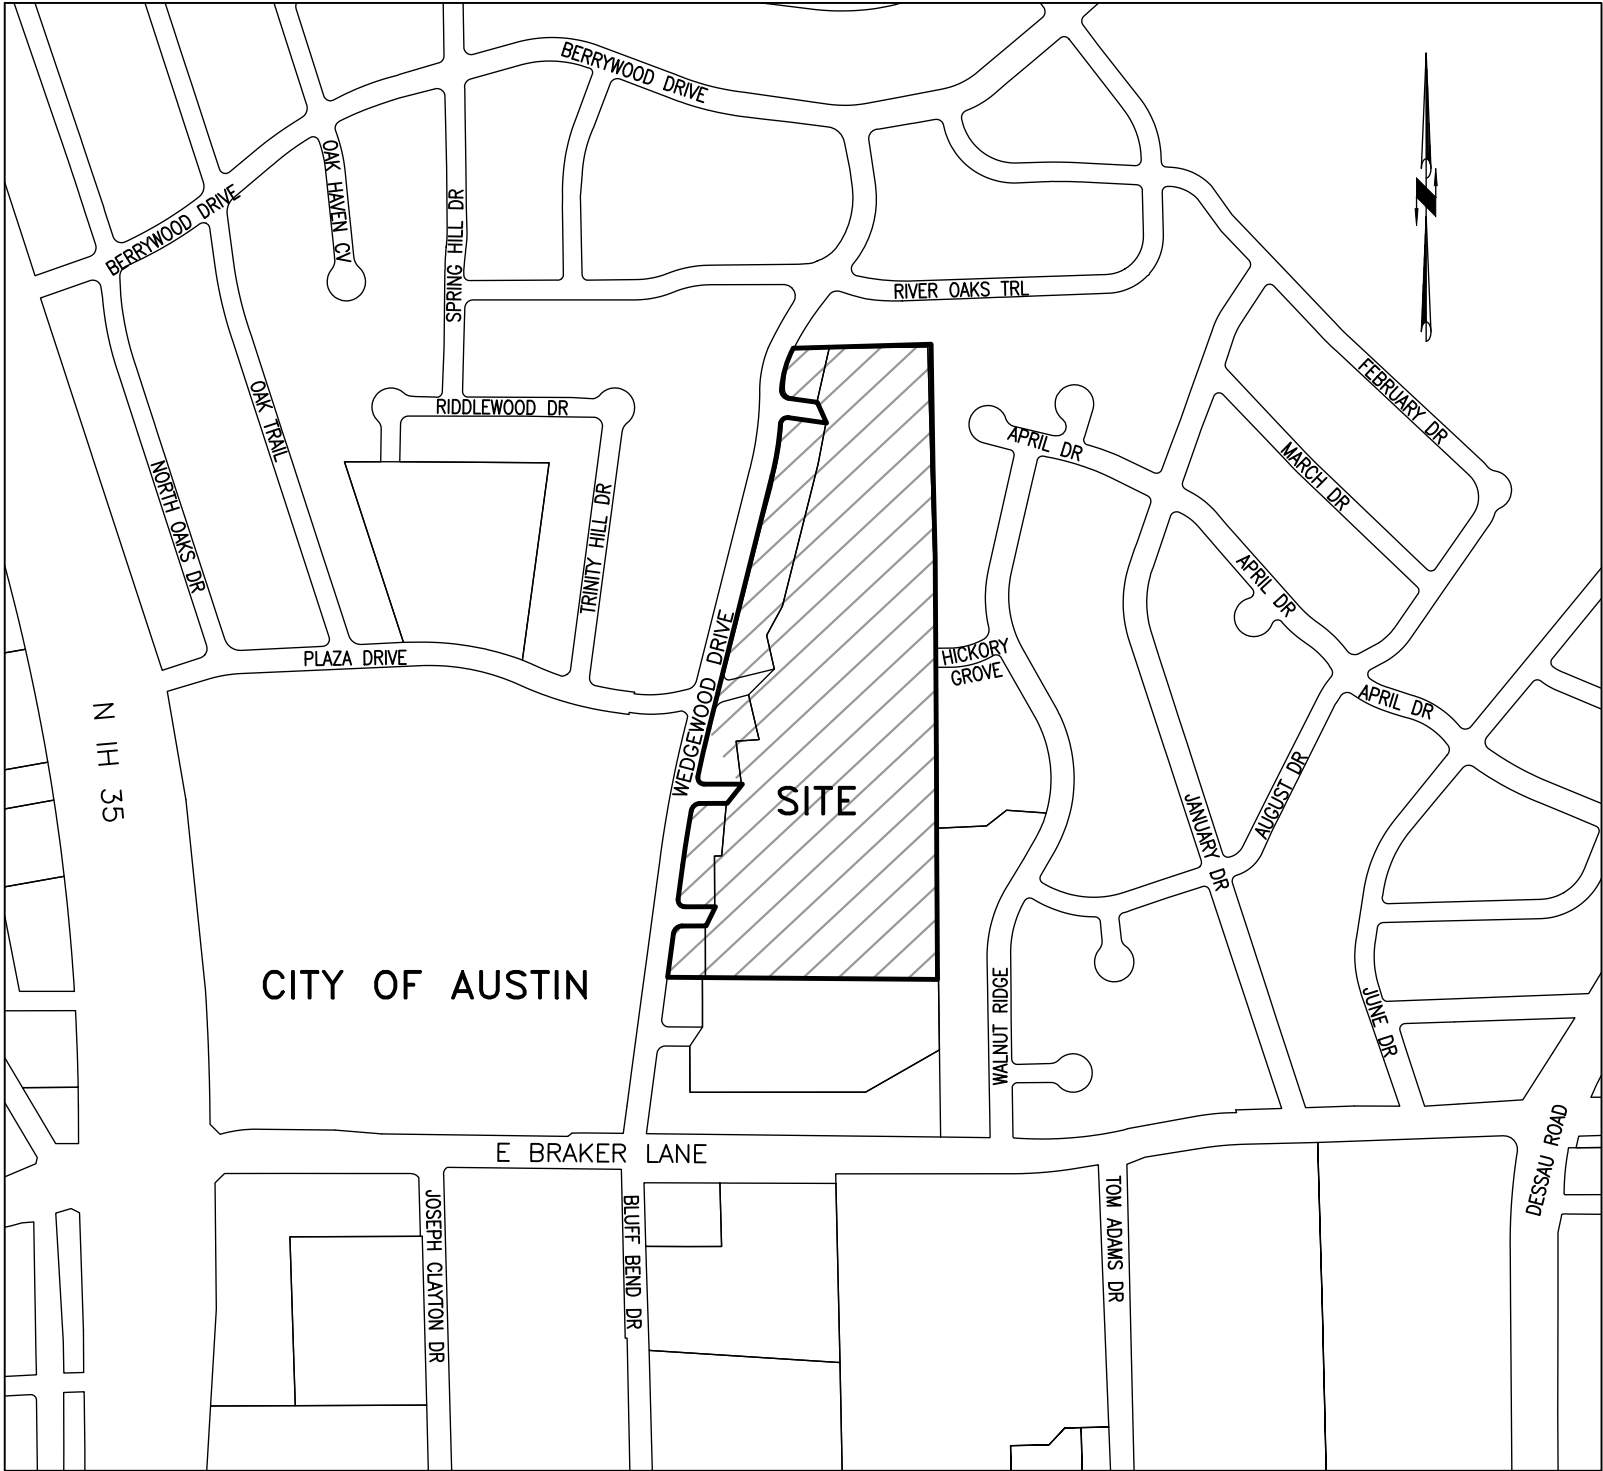 BERRYWOOD DRIVE
BERRYWOOD DRIVE
OAK HAVEN CV
SPRING HILL DR
RIVER OAKS TRL
N
FEBRUARY DR
RIDDLEWOOD DR
OAK TRAIL
APRIL DR
MARCH DR
NORTH OAKS DR
TRINITY HILL DR
APRIL DR
PLAZA DRIVE
WEDGEWOOD DRIVE
HICKORY
GROVE
APRIL DR
N IH 35
SITE
JANUARY DR
AUGUST DR
CITY OF AUSTIN
WALNUT RIDGE
JUNE DR
E BRAKER LANE
DESSAU ROAD
JOSEPH CLAYTON DR
BLUFF BEND DR
TOM ADAMS DR